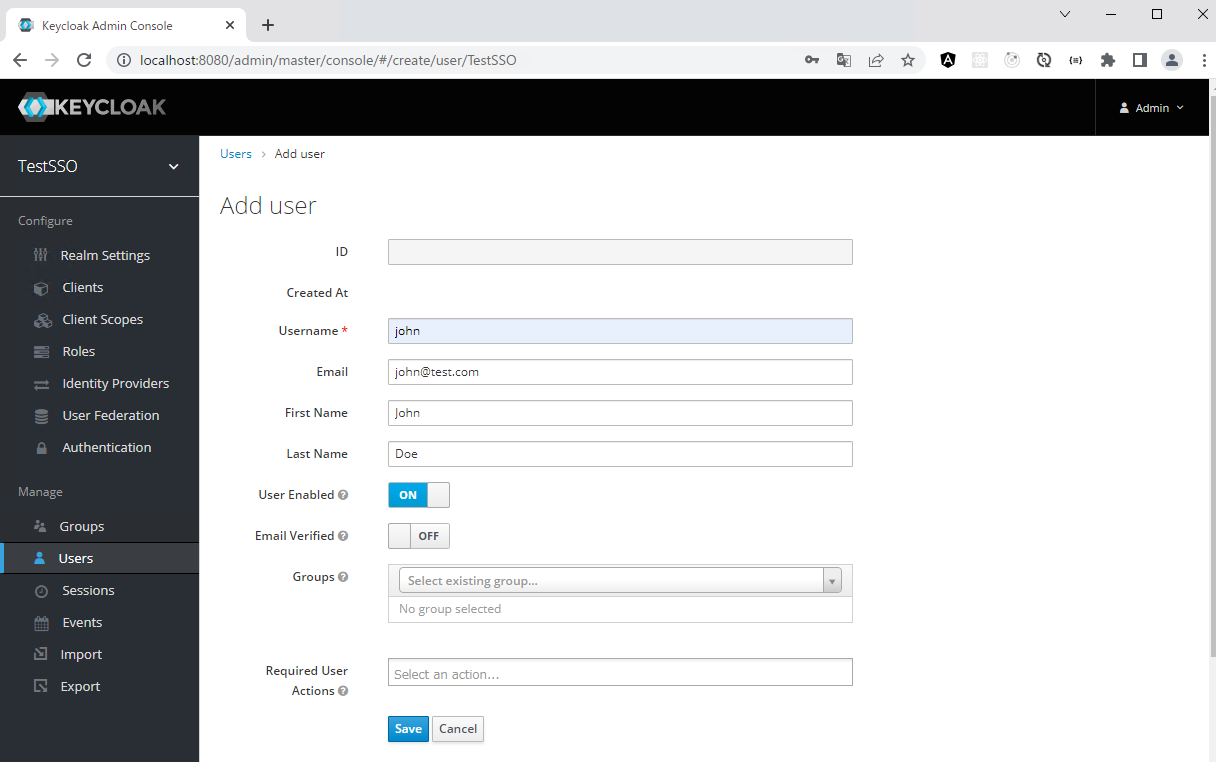 Keycloak Admin Console
localhost:8080/admin/master/console/#/create/user/TestSSO
KEYCLOAK
Admin
TestSSO
Configure
Realm Settings
Clients
Client Scopes
Roles
Identity Providers
User Federation
Authentication
Manage
Groups
Users
Sessions
Events
Import
Export
Users > Add user
Add user
ID
Created At
Username * john
Email john@test.com
First Name John
Last Name Doe
User Enabled ON
Email Verified OFF
Groups Select existing group...
No group selected
Required User Actions Select an action...
Save Cancel